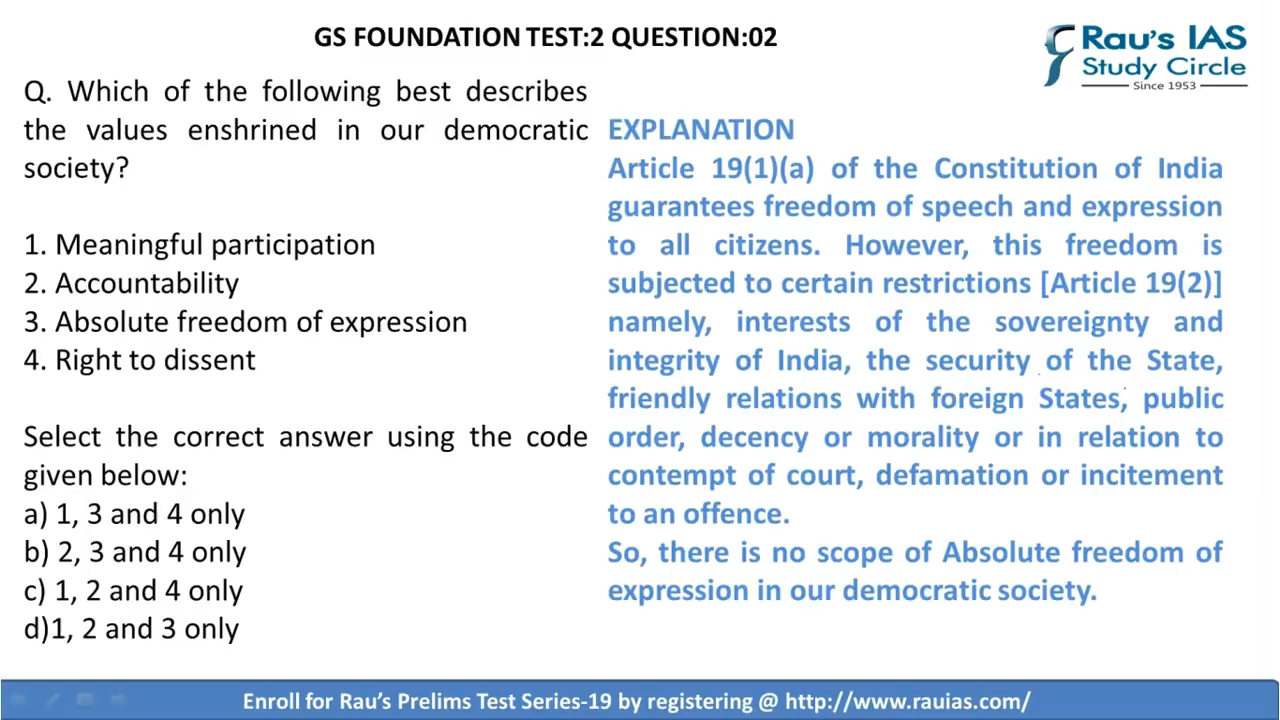 GS FOUNDATION TEST:2 QUESTION:02
Rau's IAS
Study Circle
Since 1953
Q. Which of the following best describes
the values enshrined in our democratic
society?
1. Meaningful participation
2. Accountability
3. Absolute freedom of expression
4. Right to dissent
Select the correct answer using the code
given below:
a) 1, 3 and 4 only
b) 2, 3 and 4 only
c) 1, 2 and 4 only
d)1, 2 and 3 only
EXPLANATION
Article 19(1)(a) of the Constitution of India
guarantees freedom of speech and expression
to all citizens. However, this freedom is
subjected to certain restrictions [Article 19(2)]
namely, interests of the sovereignty and
integrity of India, the security of the State,
friendly relations with foreign States, public
order, decency or morality or in relation to
contempt of court, defamation or incitement
to an offence.
So, there is no scope of Absolute freedom of
expression in our democratic society.
Enroll for Rau's Prelims Test Series-19 by registering @ http://www.rauias.com/